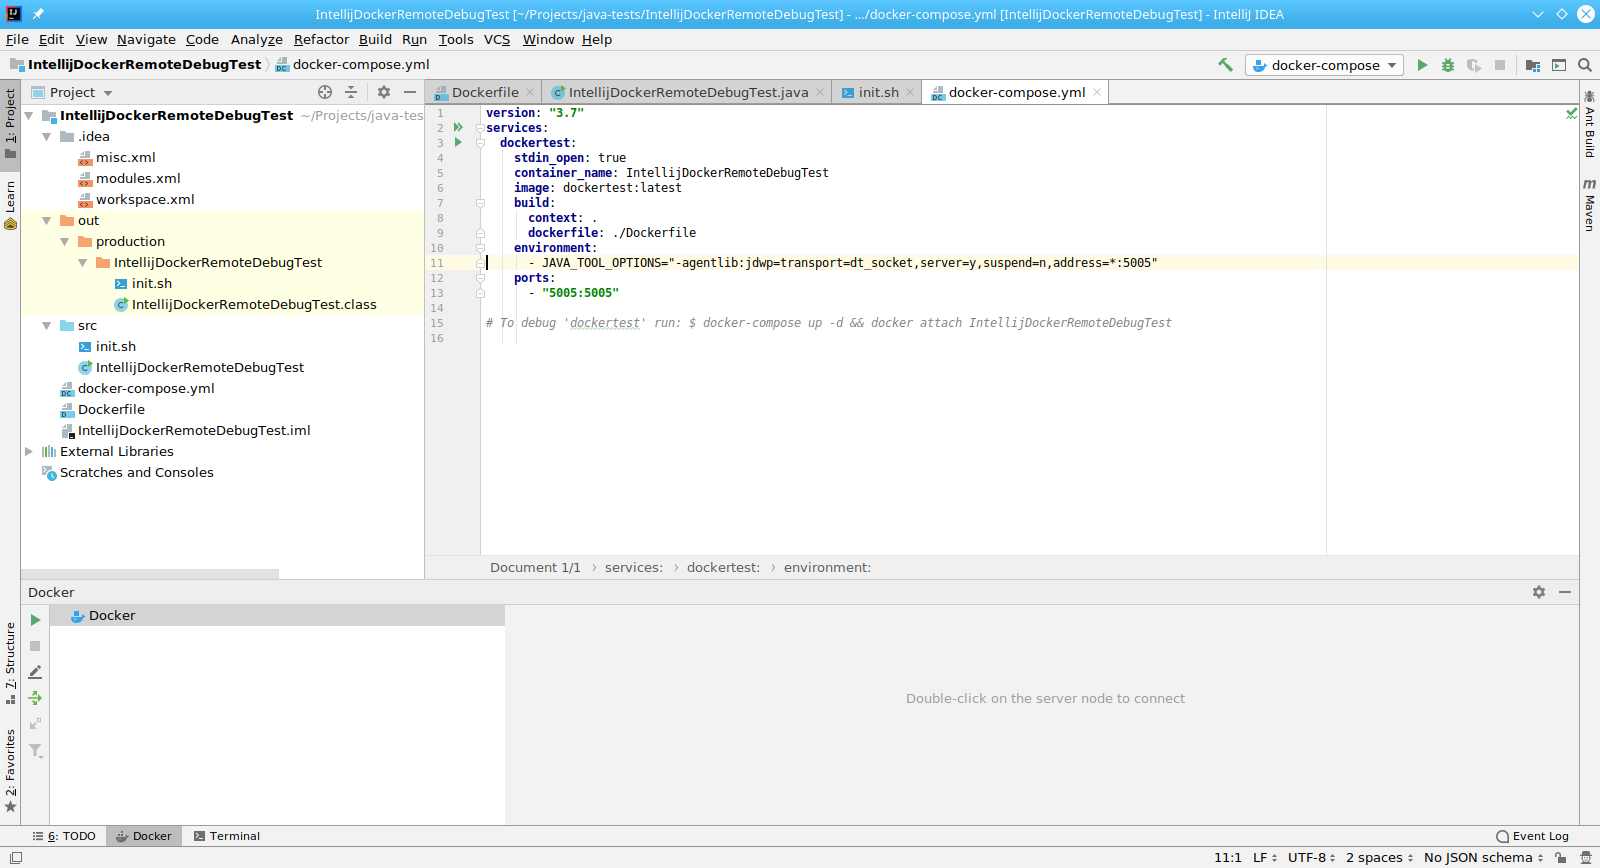 IntellijDockerRemoteDebugTest [~/Projects/java-tests/IntellijDockerRemoteDebugTest] - .../docker-compose.yml [IntellijDockerRemoteDebugTest] - IntelliJ IDEA
File Edit View Navigate Code Analyze Refactor Build Run Tools VCS Window Help
IntellijDockerRemoteDebugTest docker-compose.yml
docker-compose
1: Project
Learn
7: Structure
2: Favorites
Project
IntellijDockerRemoteDebugTest ~/Projects/java-tes
.idea
misc.xml
modules.xml
workspace.xml
out
production
IntellijDockerRemoteDebugTest
init.sh
IntellijDockerRemoteDebugTest.class
src
init.sh
IntellijDockerRemoteDebugTest
docker-compose.yml
Dockerfile
IntellijDockerRemoteDebugTest.iml
External Libraries
Scratches and Consoles
Dockerfile IntellijDockerRemoteDebugTest.java init.sh docker-compose.yml
1 version: "3.7"
2 services:
3 dockertest:
4 stdin_open: true
5 container_name: IntellijDockerRemoteDebugTest
6 image: dockertest:latest
7 build:
8 context: .
9 dockerfile: ./Dockerfile
10 environment:
11 - JAVA_TOOL_OPTIONS="-agentlib:jdwp=transport=dt_socket,server=y,suspend=n,address=*:5005"
12 ports:
13 - "5005:5005"
14
15 # To debug 'dockertest' run: $ docker-compose up -d && docker attach IntellijDockerRemoteDebugTest
16
Document 1/1 › services: › dockertest: › environment:
Ant Build
Maven
Docker
Docker
Double-click on the server node to connect
6: TODO Docker Terminal Event Log
11:1 LF UTF-8 2 spaces No JSON schema